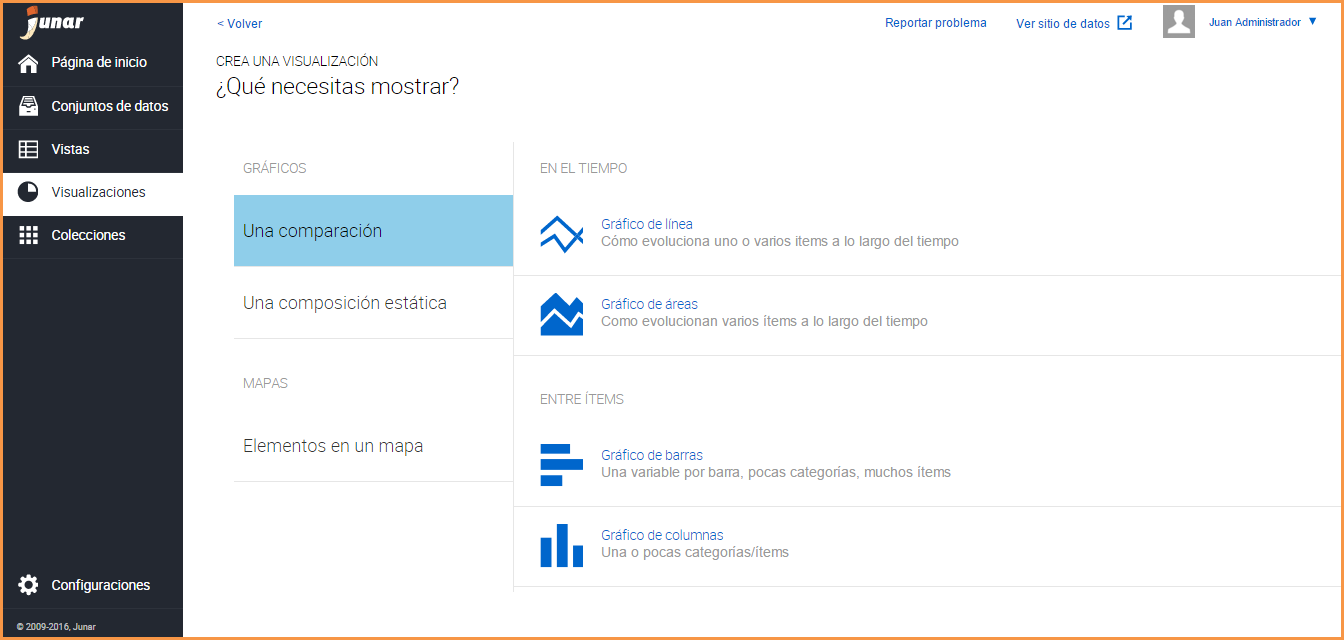 junar
Página de inicio
Conjuntos de datos
Vistas
Visualizaciones
Colecciones
Configuraciones
© 2009-2016, Junar
< Volver
Reportar problema
Ver sitio de datos
Juan Administrador ▼
CREA UNA VISUALIZACIÓN
¿Qué necesitas mostrar?
GRÁFICOS
Una comparación
Una composición estática
MAPAS
Elementos en un mapa
EN EL TIEMPO
Gráfico de línea
Cómo evoluciona uno o varios items a lo largo del tiempo
Gráfico de áreas
Como evolucionan varios ítems a lo largo del tiempo
ENTRE ÍTEMS
Gráfico de barras
Una variable por barra, pocas categorías, muchos ítems
Gráfico de columnas
Una o pocas categorías/ítems